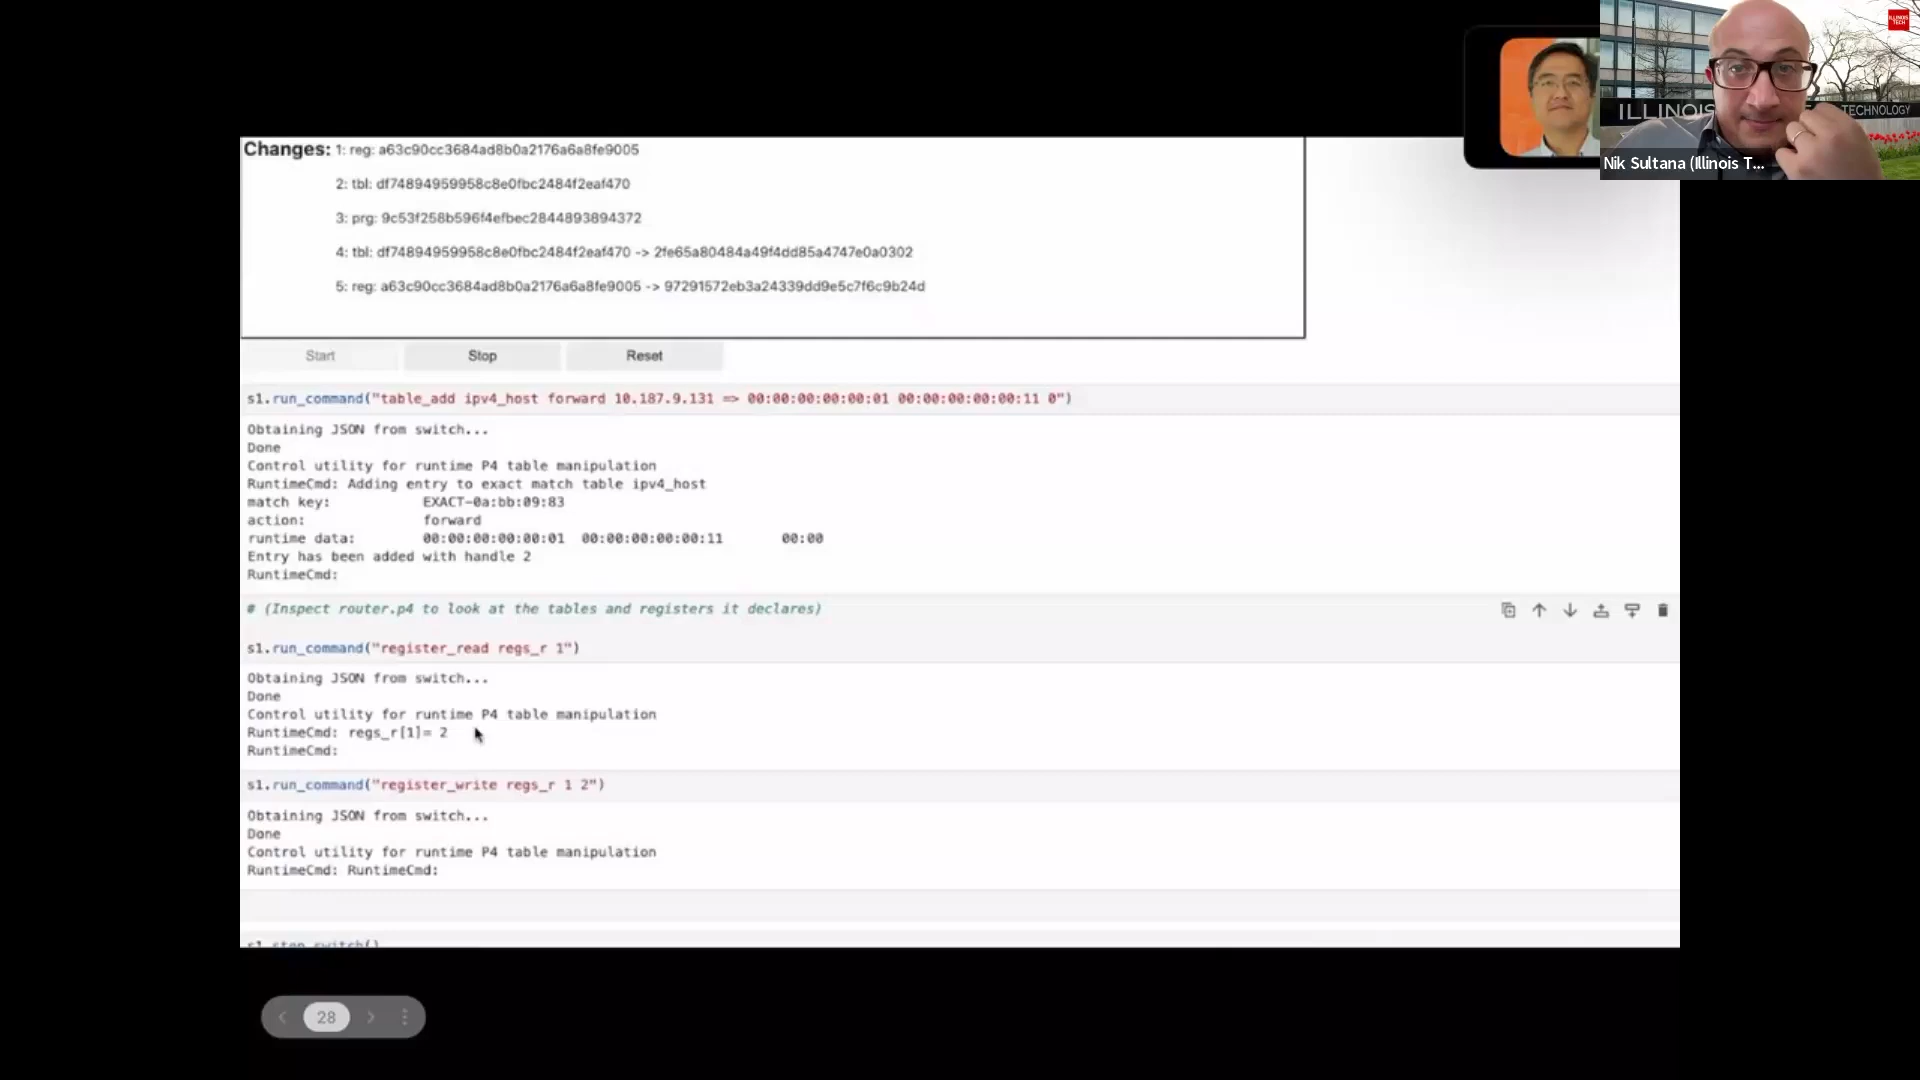 Changes: 1: reg: a63c90cc3684ad8b0a2176a6a8fe9005
2: tbl: df74894959958c8e0fbc2484f2eaf470
3: prg: 9c53f258b596f4efbec2844893894372
4: tbl: df74894959958c8e0fbc2484f2eaf470 -> 2fe65a80484a49f4dd85a4747e0a0302
5: reg: a63c90cc3684ad8b0a2176a6a8fe9005 -> 97291572eb3a24339dd9e5c7f6c9b24d
Start Stop Reset
s1.run_command("table_add ipv4_host forward 10.187.9.131 => 00:00:00:00:00:01 00:00:00:00:00:11 0")
Obtaining JSON from switch...
Done
Control utility for runtime P4 table manipulation
RuntimeCmd: Adding entry to exact match table ipv4_host
match key: EXACT-0a:bb:09:83
action: forward
runtime data: 00:00:00:00:00:01 00:00:00:00:00:11 00:00
Entry has been added with handle 2
RuntimeCmd:
# (Inspect router.p4 to look at the tables and registers it declares)
s1.run_command("register_read regs_r 1")
Obtaining JSON from switch...
Done
Control utility for runtime P4 table manipulation
RuntimeCmd: regs_r[1]= 2
RuntimeCmd:
s1.run_command("register_write regs_r 1 2")
Obtaining JSON from switch...
Done
Control utility for runtime P4 table manipulation
RuntimeCmd: RuntimeCmd:
s1.stop_switch()
28
ILLINOIS TECHNOLOGY
ILLINOIS TECH
Nik Sultana (Illinois T...